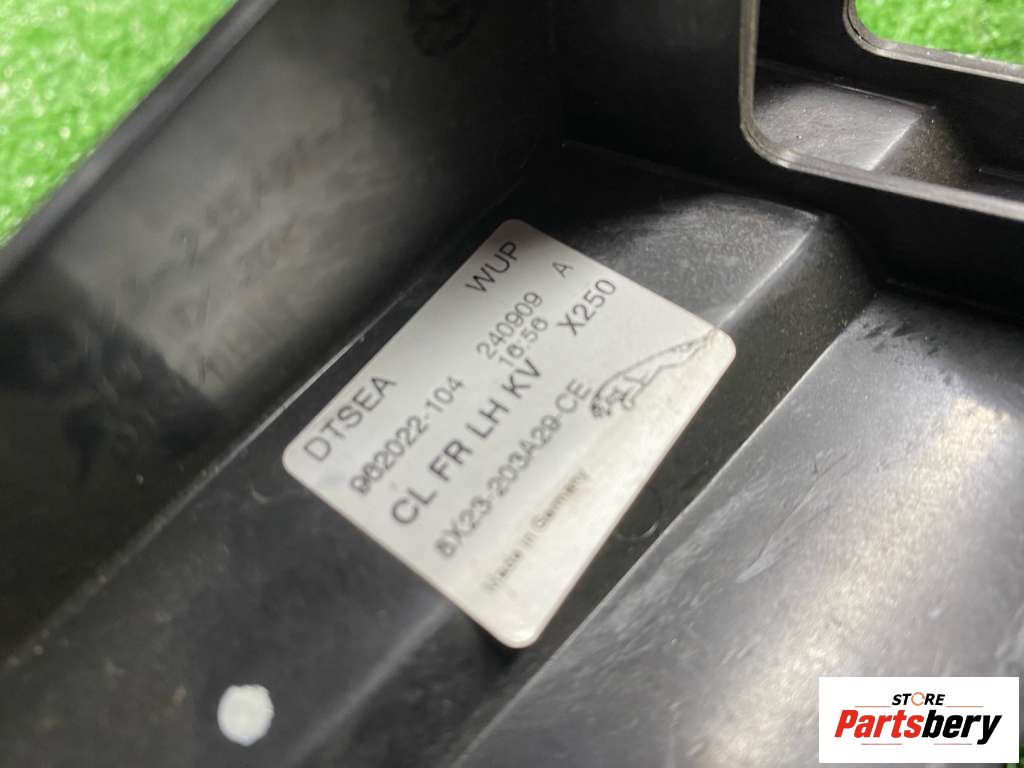 DTSEA WUP
962022-104 240909 A
16:56
CL FR LH KV X250
8X23-203A29-CE
Made in Germany
STORE
Partsbery